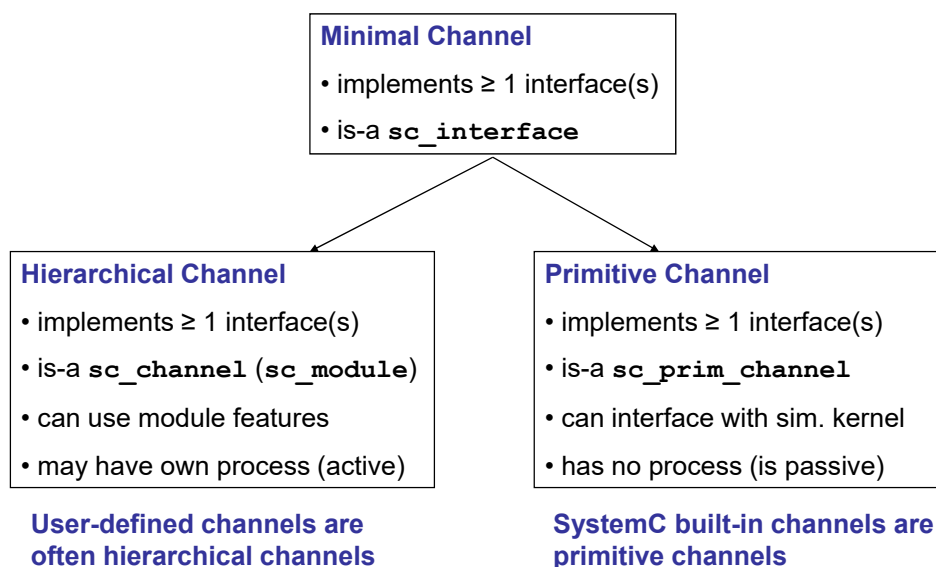 Minimal Channel
• implements ≥ 1 interface(s)
• is-a sc_interface
Hierarchical Channel
• implements ≥ 1 interface(s)
• is-a sc_channel (sc_module)
• can use module features
• may have own process (active)
User-defined channels are
often hierarchical channels
Primitive Channel
• implements ≥ 1 interface(s)
• is-a sc_prim_channel
• can interface with sim. kernel
• has no process (is passive)
SystemC built-in channels are
primitive channels